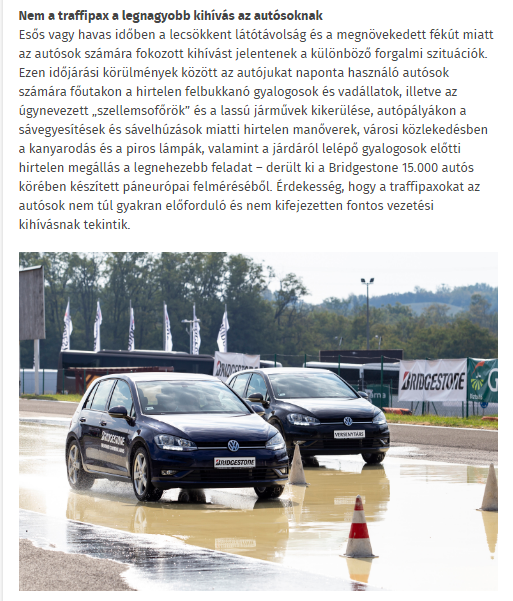 Nem a traffipax a legnagyobb kihívás az autósoknak
Esős vagy havas időben a lecsökkent látótávolság és a megnövekedett fékút miatt
az autósok számára fokozott kihívást jelentenek a különböző forgalmi szituációk.
Ezen időjárási körülmények között az autójukat naponta használó autósok
számára főutakon a hirtelen felbukkanó gyalogosok és vadállatok, illetve az
úgynevezett „szellemsofőrök” és a lassú járművek kikerülése, autópályákon a
sávegyesítések és sávelhúzások miatti hirtelen manőverek, városi közlekedésben
a kanyarodás és a piros lámpák, valamint a járdáról lelépő gyalogosok előtti
hirtelen megállás a legnehezebb feladat – derült ki a Bridgestone 15.000 autós
körében készített páneurópai felméréséből. Érdekesség, hogy a traffipaxokat az
autósok nem túl gyakran előforduló és nem kifejezetten fontos vezetési
kihívásnak tekintik.
BRIDGESTONE
BRIDGESTONE
BRIDGESTONE
VERSENYTÁRS
BRIDGESTONE